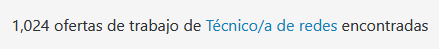 1,024 ofertas de trabajo de Técnico/a de redes encontradas